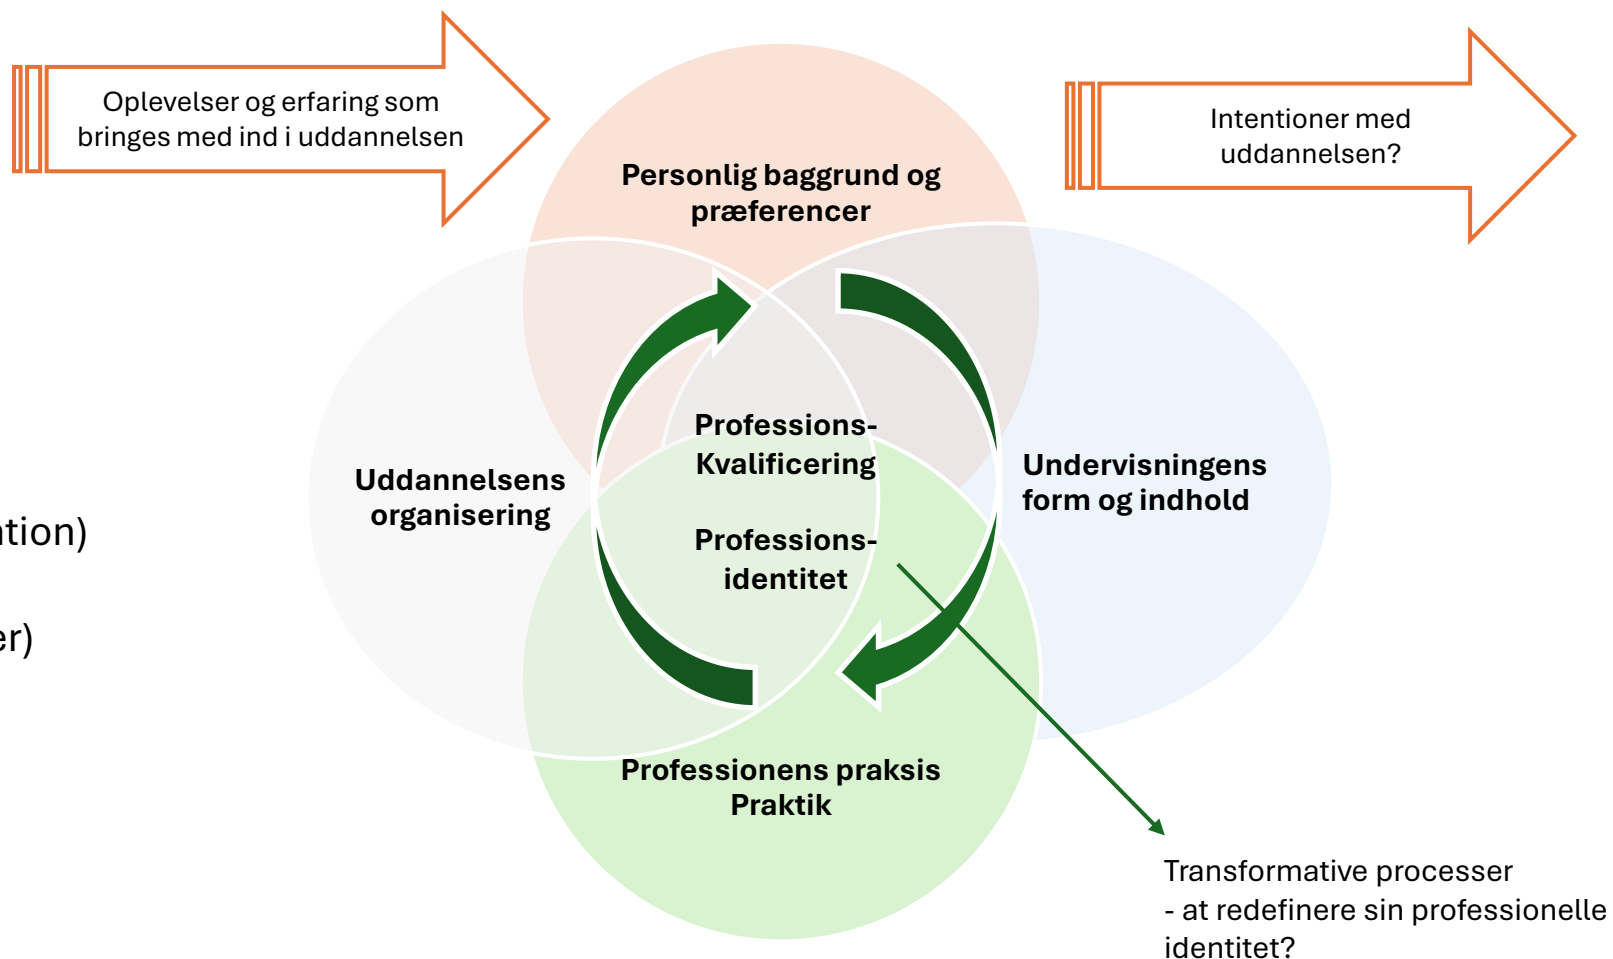 Oplevelser og erfaring som
bringes med ind i uddannelsen
Intentioner med
uddannelsen?
Personlig baggrund og
præferencer
Professions-
Kvalificering
Uddannelsens
organisering
Undervisningens
form og indhold
Professions-
identitet
Professionens praksis
Praktik
Transformative processer
- at redefinere sin professionelle
identitet?